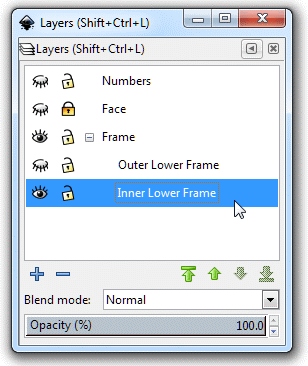 Layers (Shift+Ctrl+L)
Layers (Shift+Ctrl+L)
Numbers
Face
Frame
Outer Lower Frame
Inner Lower Frame
Blend mode: Normal
Opacity (%) 100.0